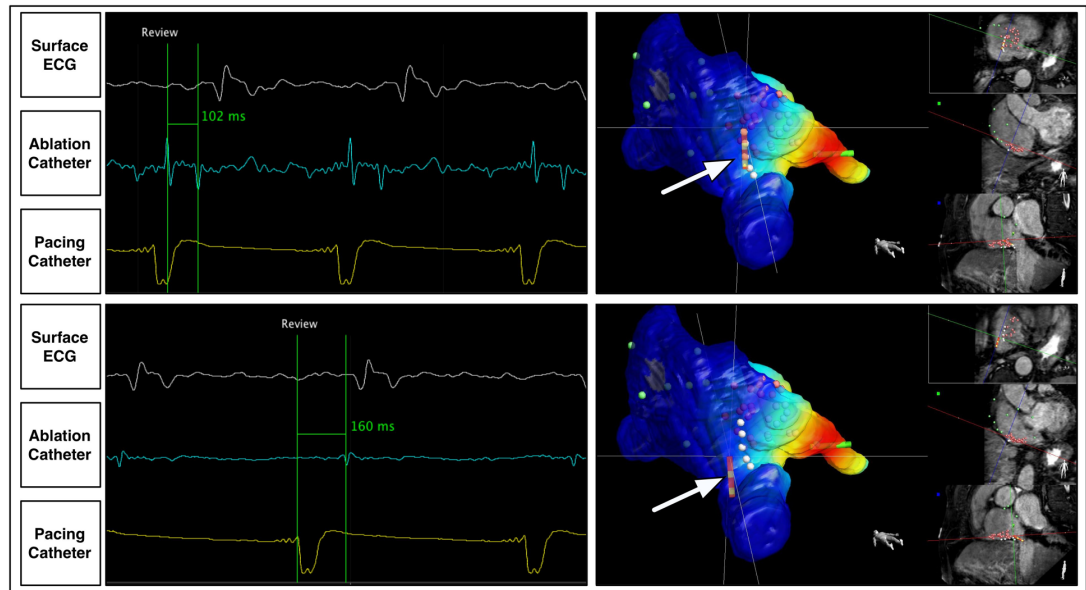 Surface
ECG
Ablation
Catheter
Pacing
Catheter
Review
102 ms
Surface
ECG
Ablation
Catheter
Pacing
Catheter
Review
160 ms